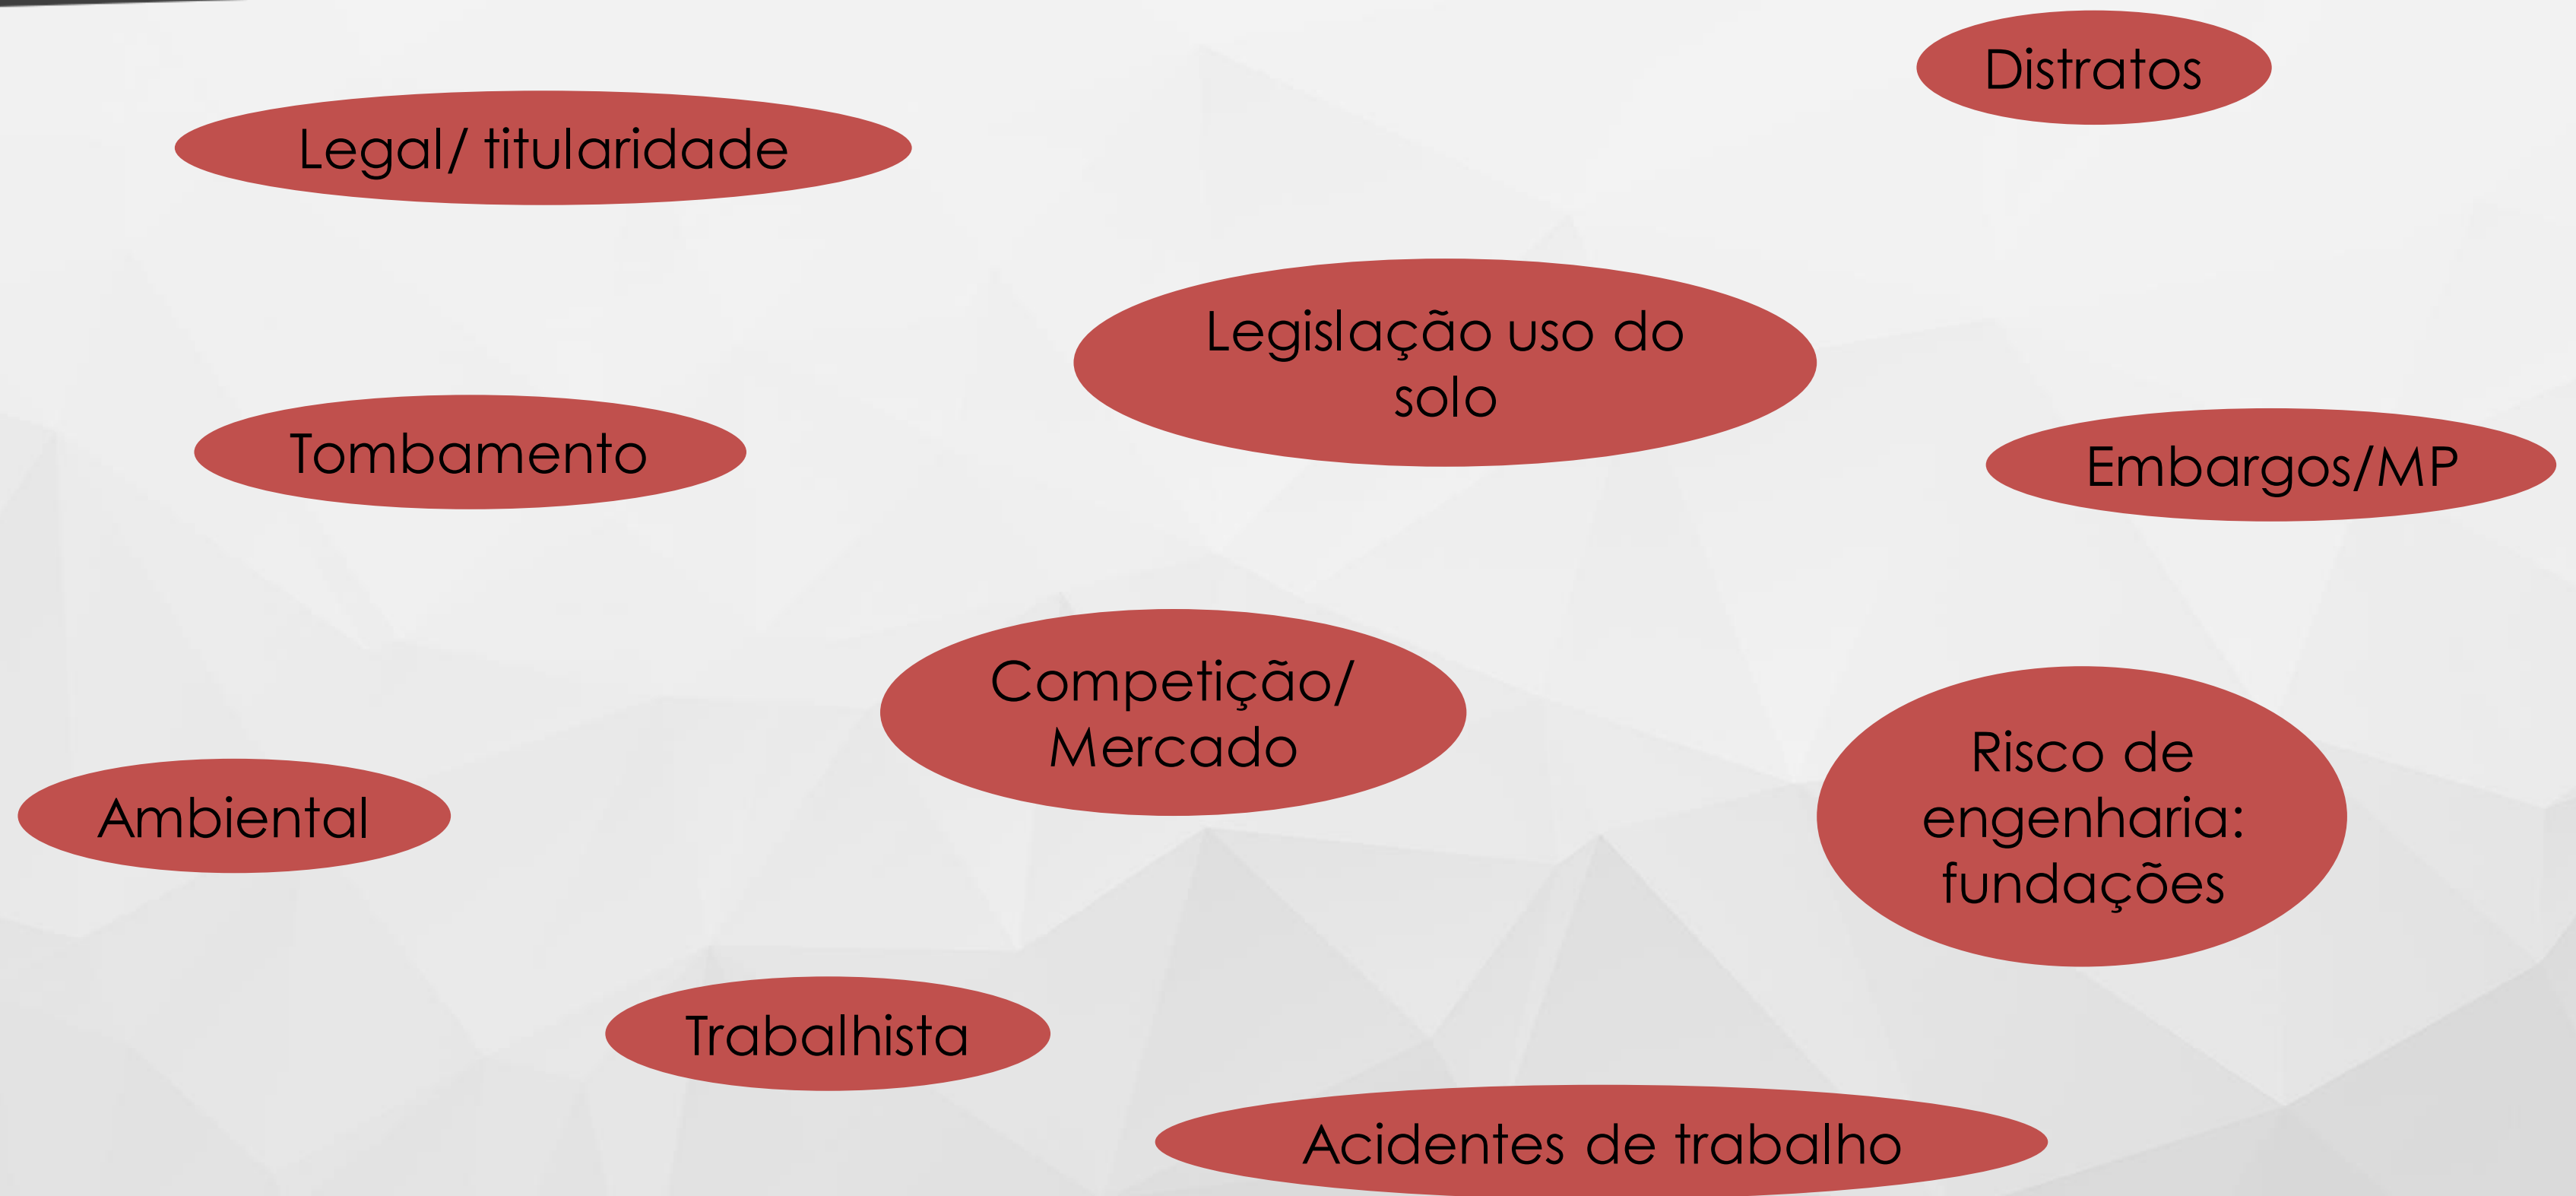 Distratos
Legal/ titularidade
Legislação uso do
solo
Tombamento
Embargos/MP
Competição/
Mercado
Risco de
engenharia:
fundações
Ambiental
Trabalhista
Acidentes de trabalho